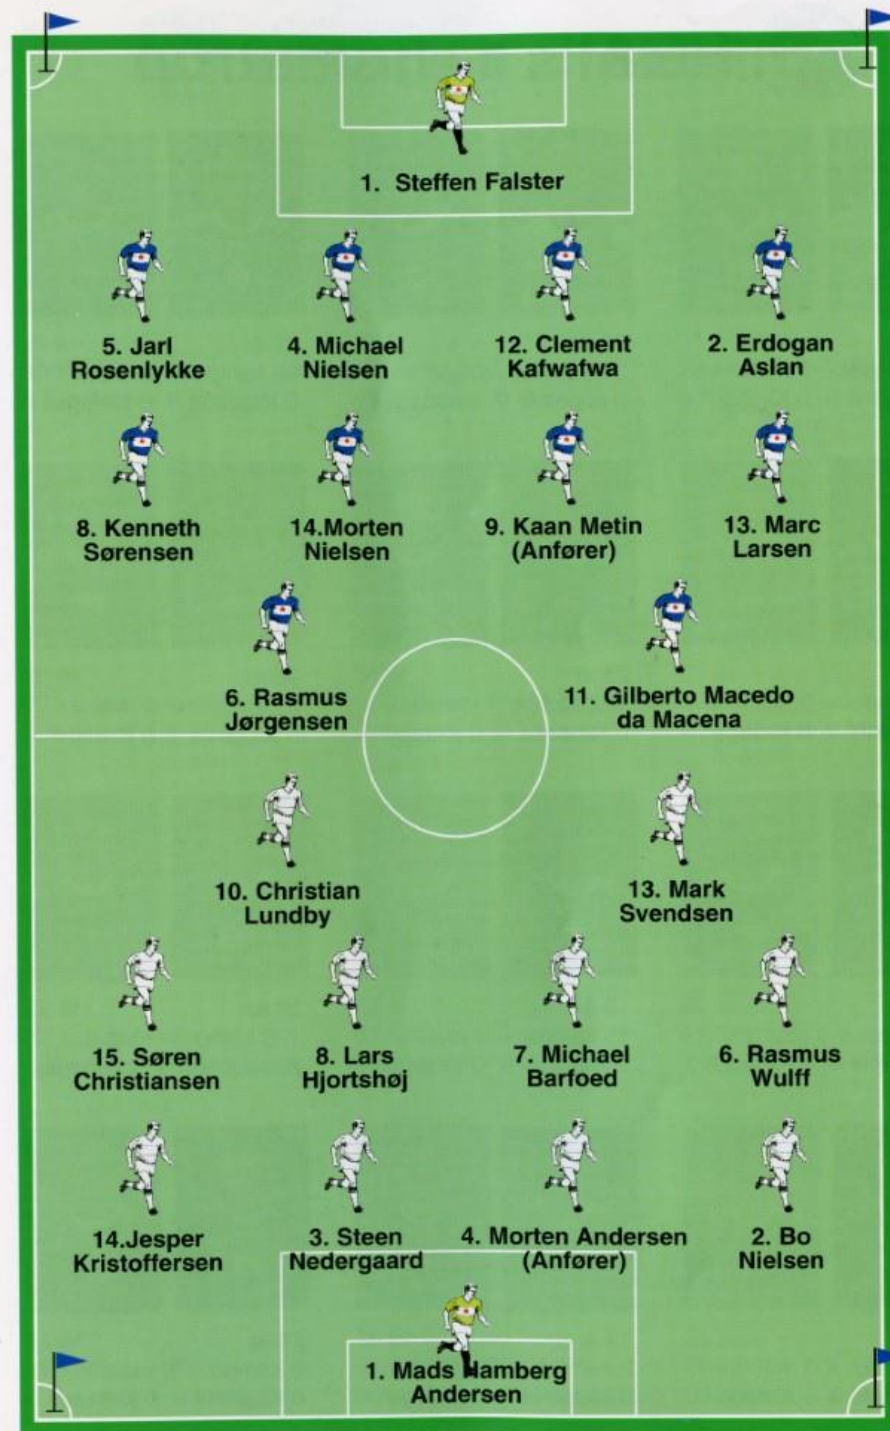 1. Steffen Falster
5. Jarl
Rosenlykke
4. Michael
Nielsen
12. Clement
Kafwafwa
2. Erdogan
Aslan
8. Kenneth
Sørensen
14.Morten
Nielsen
9. Kaan Metin
(Anfører)
13. Marc
Larsen
6. Rasmus
Jørgensen
11. Gilberto Macedo
da Macena
10. Christian
Lundby
13. Mark
Svendsen
15. Søren
Christiansen
8. Lars
Hjortshøj
7. Michael
Barfoed
6. Rasmus
Wulff
14.Jesper
Kristoffersen
3. Steen
Nedergaard
4. Morten Andersen
(Anfører)
2. Bo
Nielsen
1. Mads Hamberg
Andersen